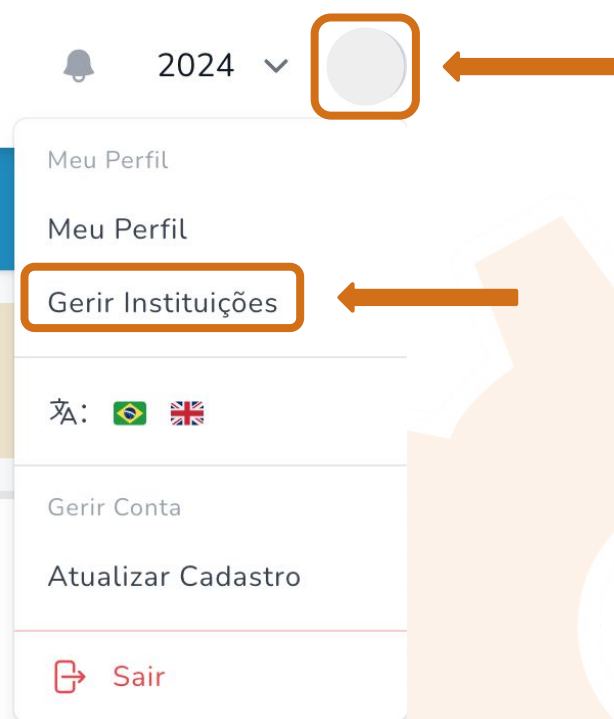 2024
Meu Perfil
Meu Perfil
Gerir Instituições
文A:
Gerir Conta
Atualizar Cadastro
Sair